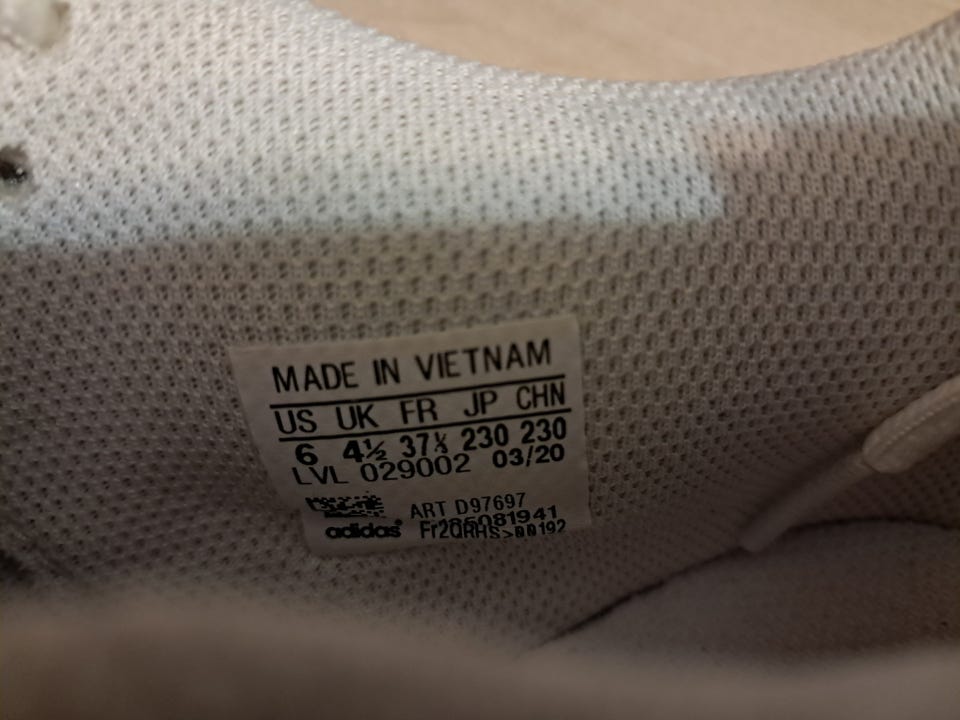 MADE IN VIETNAM
US UK FR JP CHN
6 4½ 37⅓ 230 230
LVL 029002 03/20
ART D97697
adidas